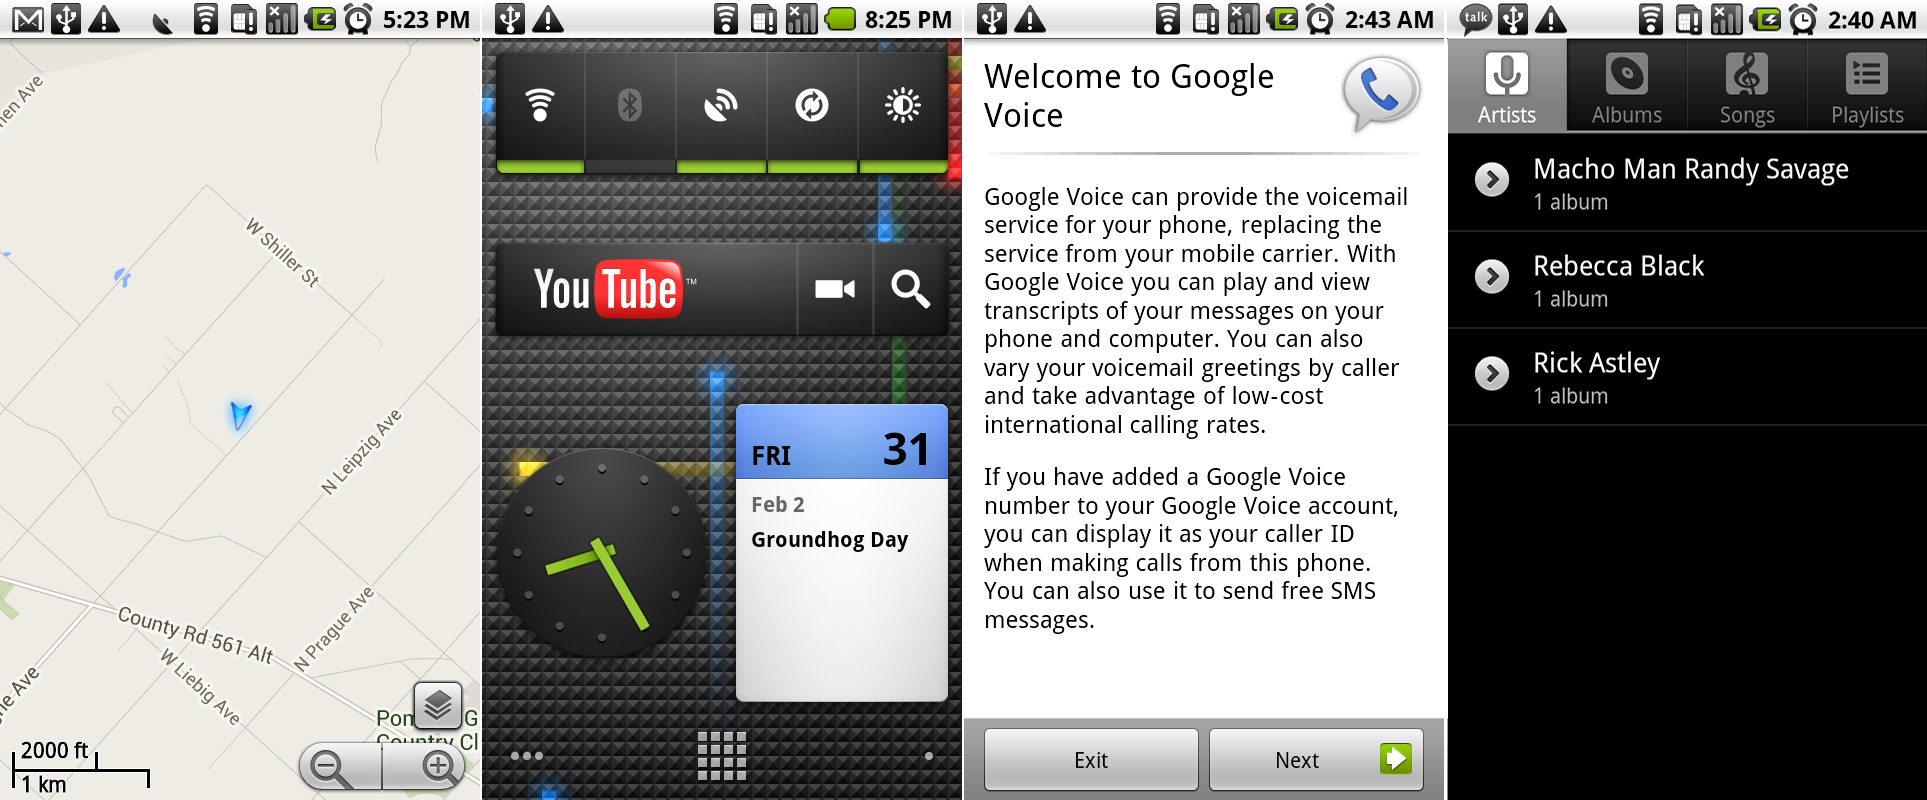 5:23 PM
W Shiller St
N Leipzig Ave
N Prague Ave
County Rd 561 Alt
W Liebig Ave
Ave
Country Cl
2000 ft
1 km
8:25 PM
YouTube™
FRI 31
Feb 2
Groundhog Day
2:43 AM
Welcome to Google
Voice
Google Voice can provide the voicemail
service for your phone, replacing the
service from your mobile carrier. With
Google Voice you can play and view
transcripts of your messages on your
phone and computer. You can also
vary your voicemail greetings by caller
and take advantage of low-cost
international calling rates.
If you have added a Google Voice
number to your Google Voice account,
you can display it as your caller ID
when making calls from this phone.
You can also use it to send free SMS
messages.
Exit
Next
talk
2:40 AM
Artists
Albums
Songs
Playlists
Macho Man Randy Savage
1 album
Rebecca Black
1 album
Rick Astley
1 album